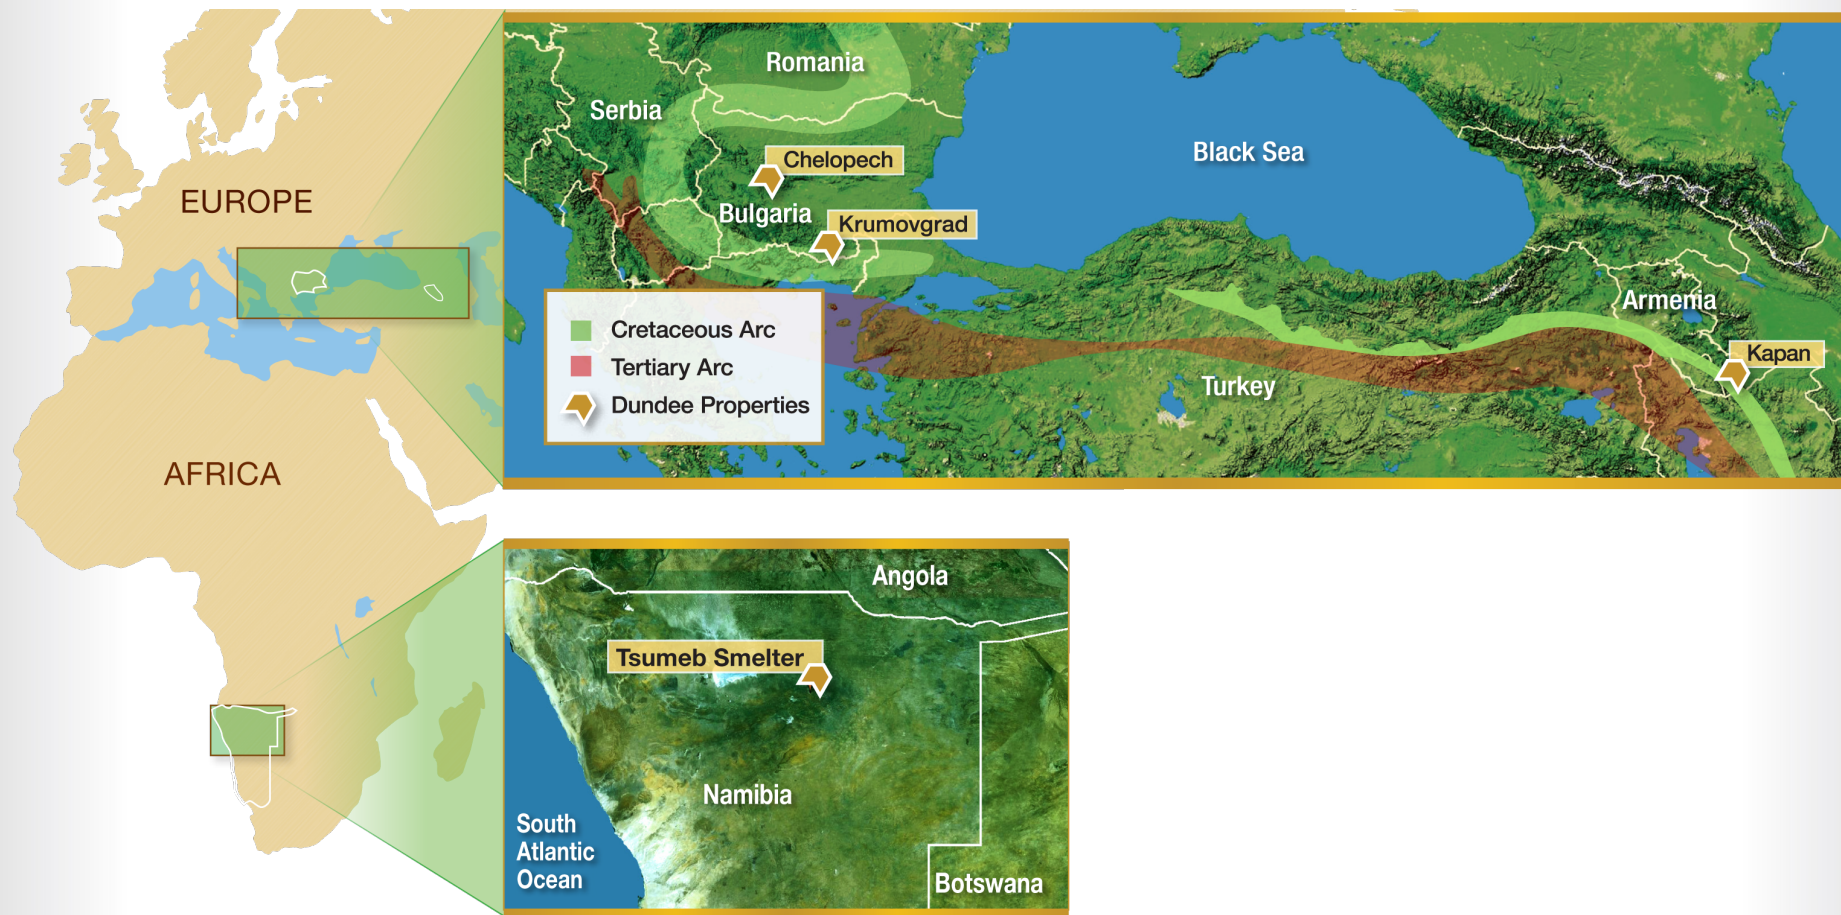 EUROPE
AFRICA
Romania
Serbia
Black Sea
Chelopech
Bulgaria
Krumovgrad
Armenia
Kapan
Turkey
Cretaceous Arc
Tertiary Arc
Dundee Properties
Angola
Tsumeb Smelter
Namibia
South
Atlantic
Ocean
Botswana